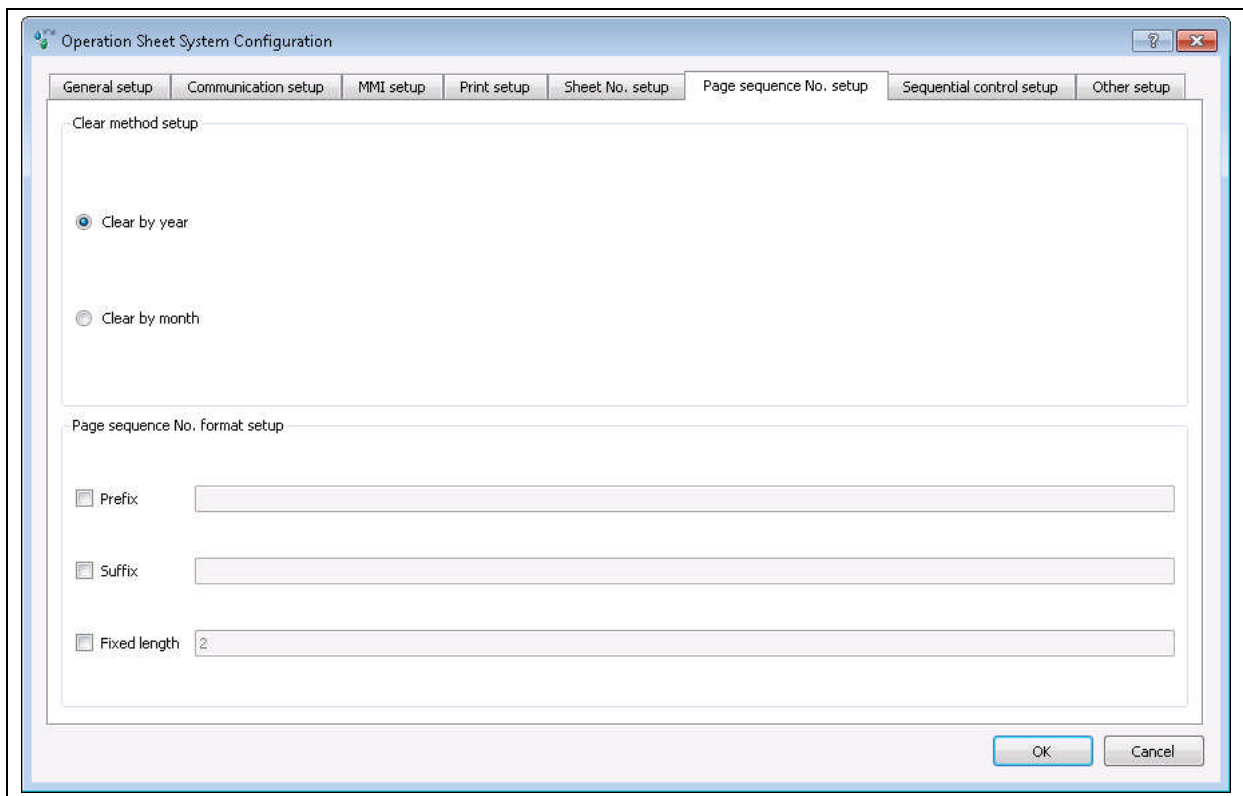 Operation Sheet System Configuration
General setup Communication setup MMI setup Print setup Sheet No. setup Page sequence No. setup Sequential control setup Other setup
Clear method setup
Clear by year
Clear by month
Page sequence No. format setup
Prefix
Suffix
Fixed length 2
OK Cancel